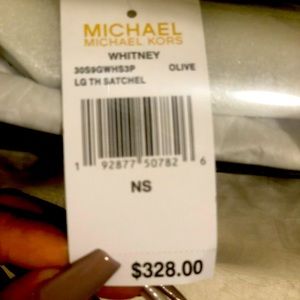 MICHAEL
MICHAEL KORS
WHITNEY
30S9GWHS3P OLIVE
LG TH SATCHEL
1 92877 50782 6
NS
$328.00